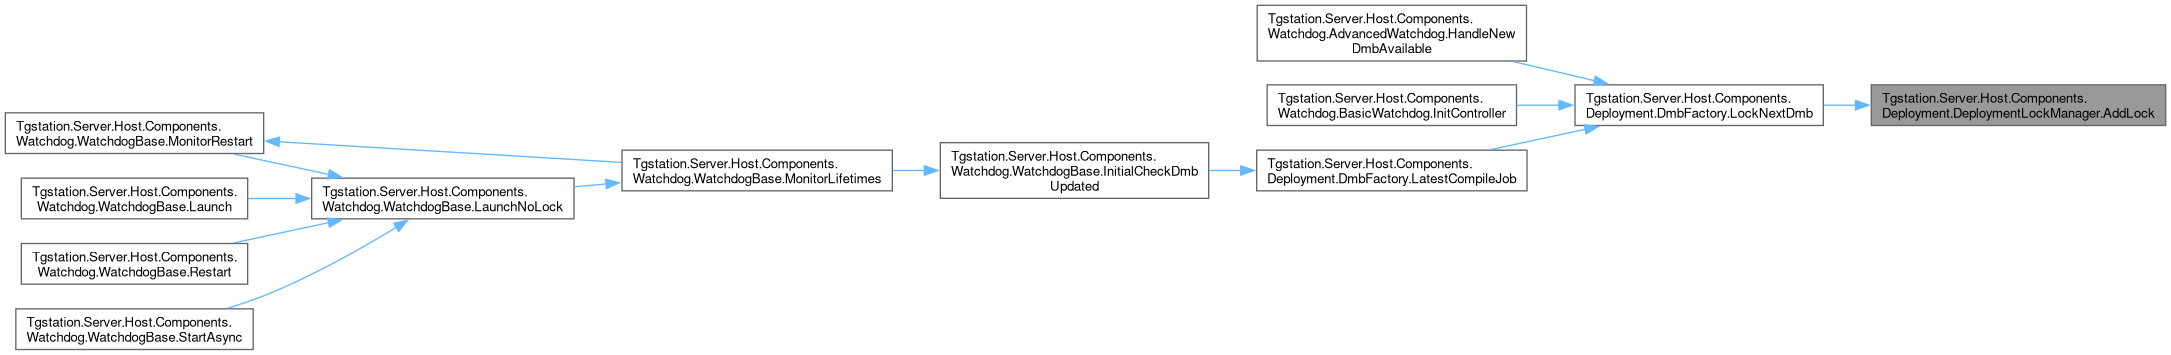 Tgstation.Server.Host.Components.
Watchdog.AdvancedWatchdog.HandleNew
DmbAvailable
Tgstation.Server.Host.Components.
Watchdog.BasicWatchdog.InitController
Tgstation.Server.Host.Components.
Deployment.DmbFactory.LockNextDmb
Tgstation.Server.Host.Components.
Deployment.DeploymentLockManager.AddLock
Tgstation.Server.Host.Components.
Watchdog.WatchdogBase.MonitorRestart
Tgstation.Server.Host.Components.
Watchdog.WatchdogBase.MonitorLifetimes
Tgstation.Server.Host.Components.
Watchdog.WatchdogBase.InitialCheckDmb
Updated
Tgstation.Server.Host.Components.
Deployment.DmbFactory.LatestCompileJob
Tgstation.Server.Host.Components.
Watchdog.WatchdogBase.Launch
Tgstation.Server.Host.Components.
Watchdog.WatchdogBase.LaunchNoLock
Tgstation.Server.Host.Components.
Watchdog.WatchdogBase.Restart
Tgstation.Server.Host.Components.
Watchdog.WatchdogBase.StartAsync